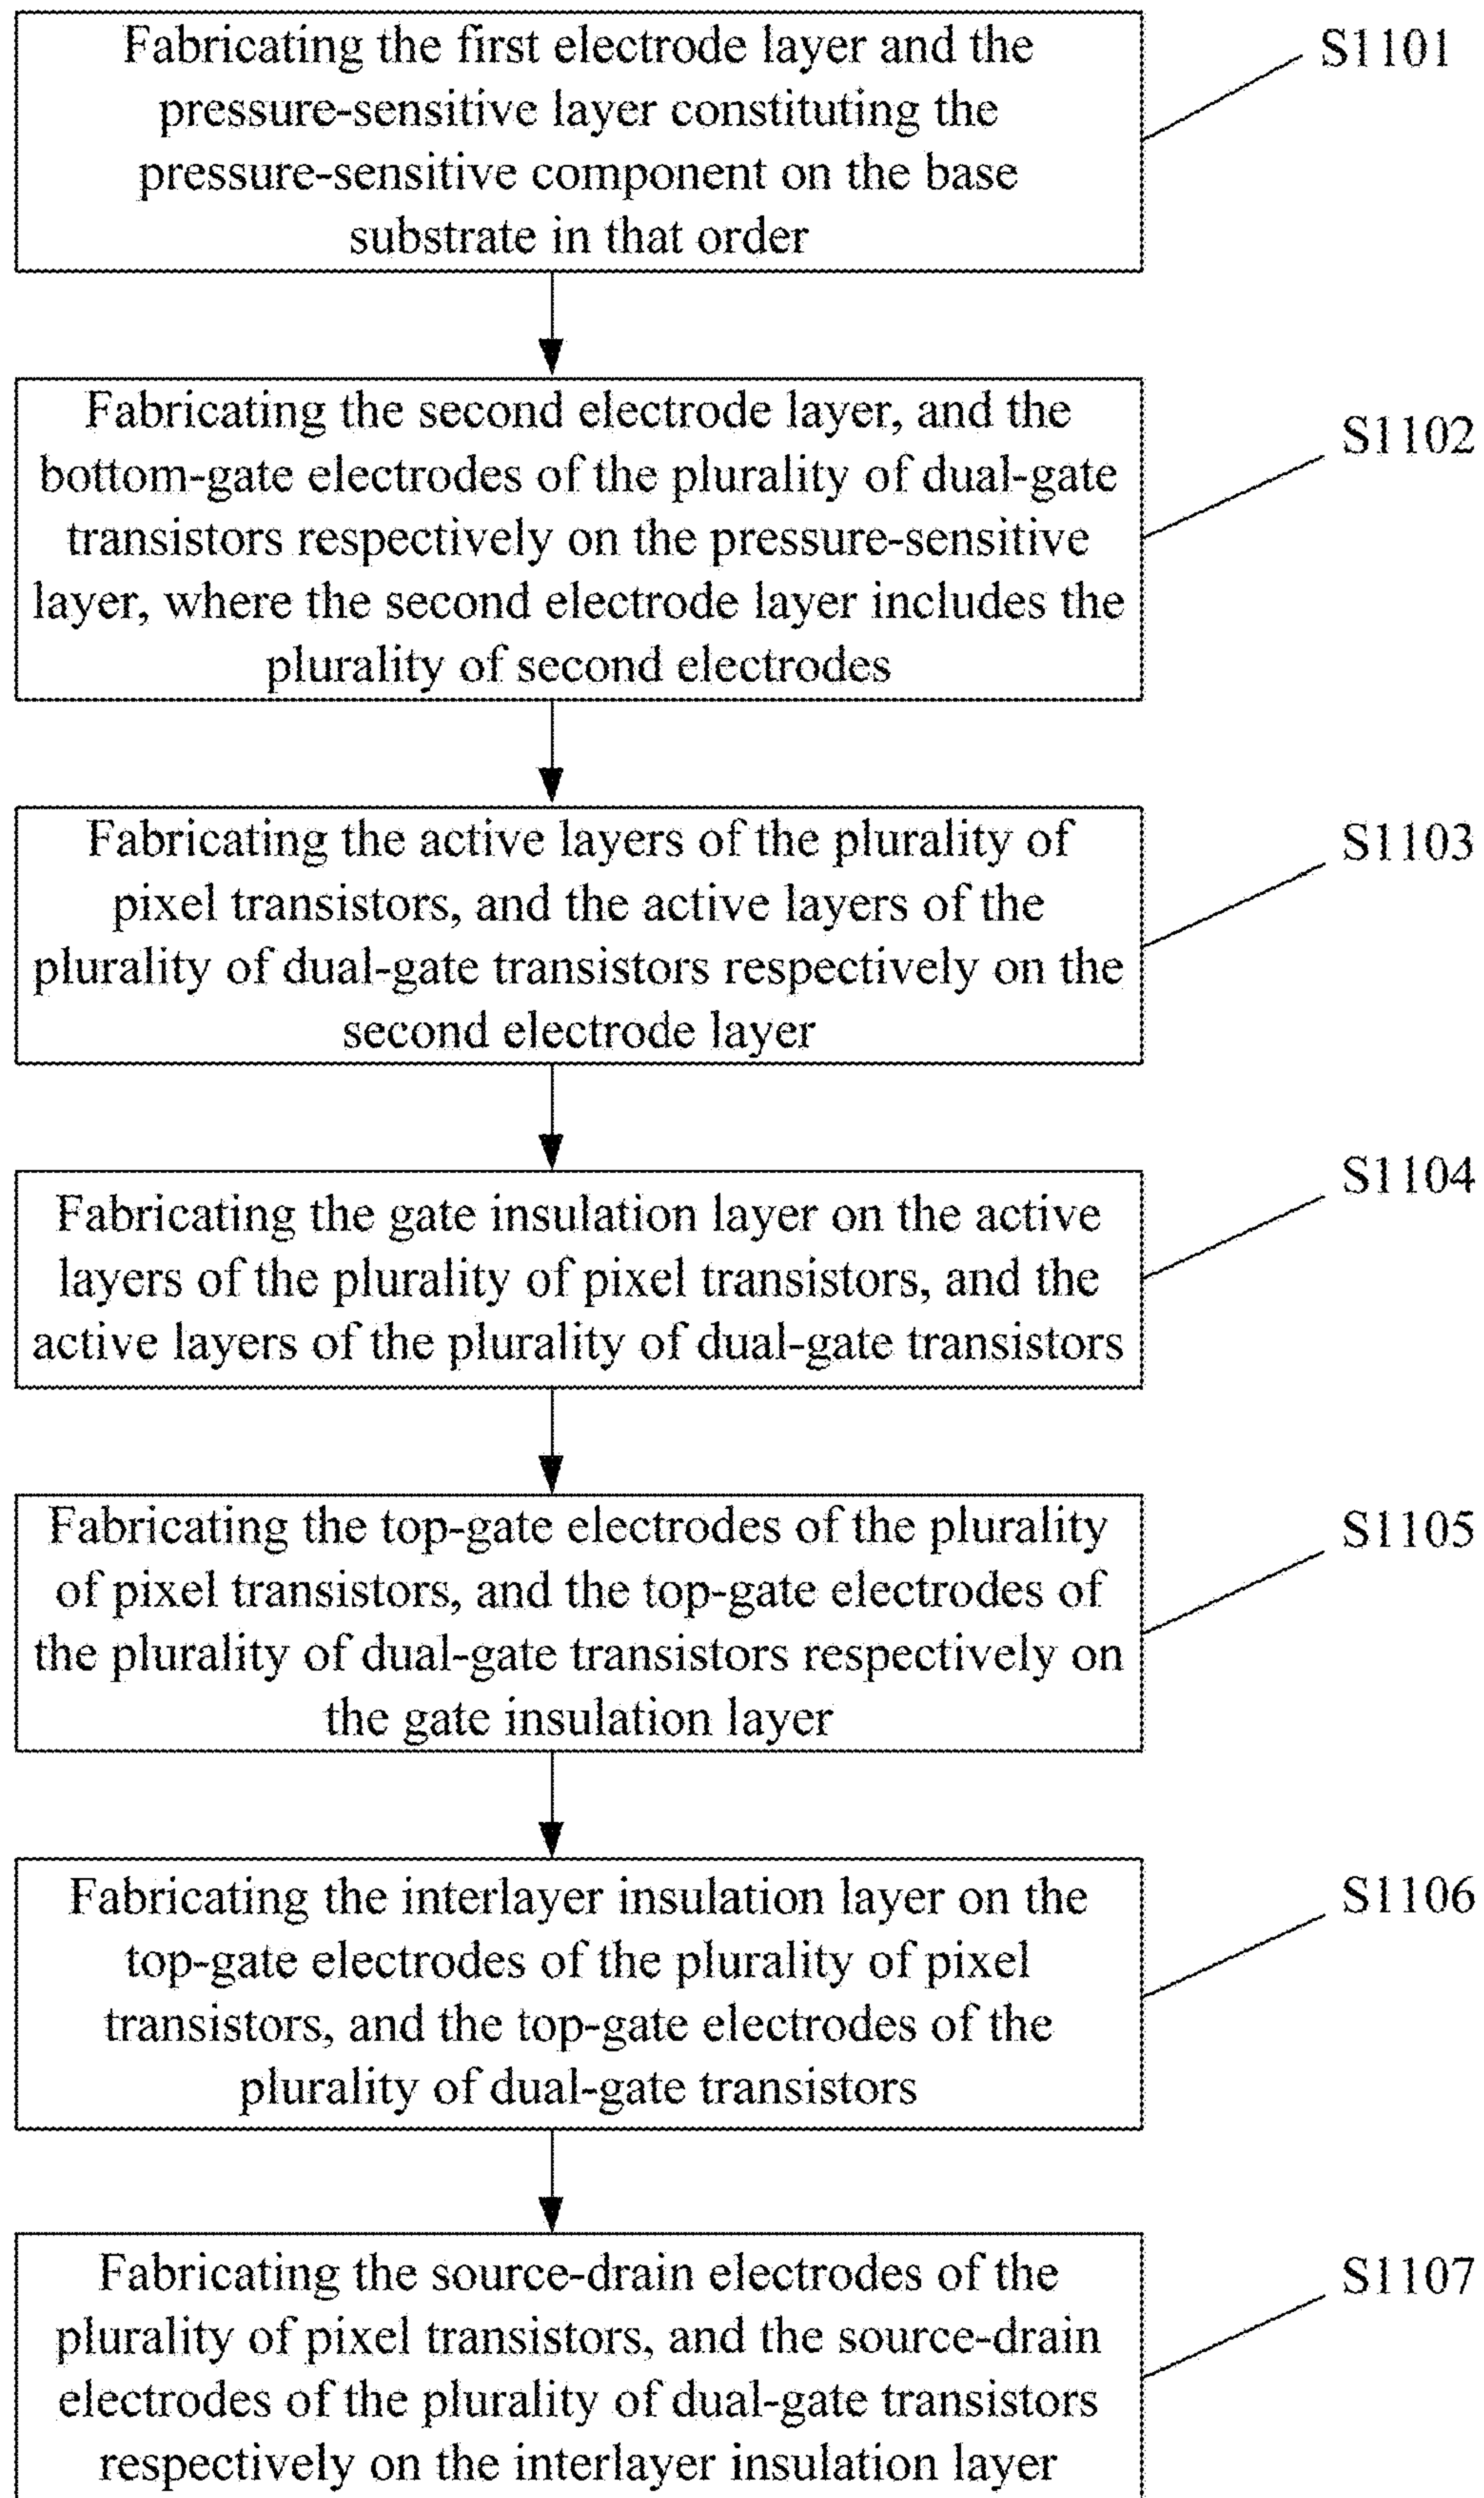 Fabricating the first electrode layer and the
pressure-sensitive layer constituting the
pressure-sensitive component on the base
substrate in that order
S1101
Fabricating the second electrode layer, and the
bottom-gate electrodes of the plurality of dual-gate
transistors respectively on the pressure-sensitive
layer, where the second electrode layer includes the
plurality of second electrodes
S1102
Fabricating the active layers of the plurality of
pixel transistors, and the active layers of the
plurality of dual-gate transistors respectively on the
second electrode layer
S1103
Fabricating the gate insulation layer on the active
layers of the plurality of pixel transistors, and the
active layers of the plurality of dual-gate transistors
S1104
Fabricating the top-gate electrodes of the plurality
of pixel transistors, and the top-gate electrodes of
the plurality of dual-gate transistors respectively on
the gate insulation layer
S1105
Fabricating the interlayer insulation layer on the
top-gate electrodes of the plurality of pixel
transistors, and the top-gate electrodes of the
plurality of dual-gate transistors
S1106
Fabricating the source-drain electrodes of the
plurality of pixel transistors, and the source-drain
electrodes of the plurality of dual-gate transistors
respectively on the interlayer insulation layer
S1107